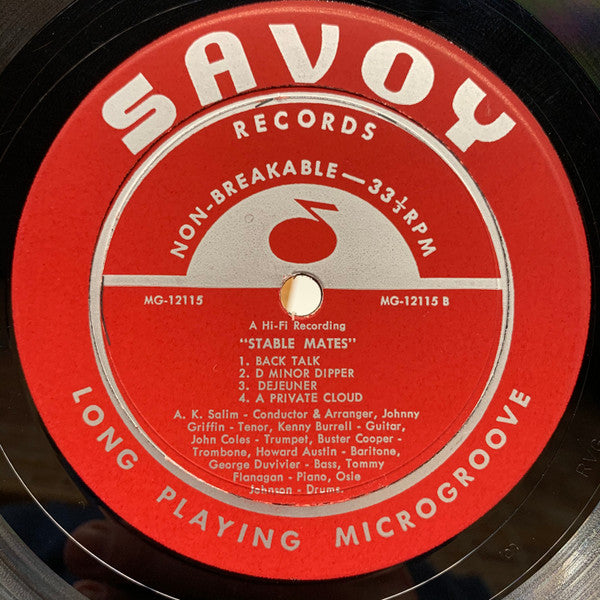 SAVOY
RECORDS
NON-BREAKABLE—33⅓RPM
MG-12115
MG-12115 B
A Hi-Fi Recording
"STABLE MATES"
1. BACK TALK
2. D MINOR DIPPER
3. DEJEUNER
4. A PRIVATE CLOUD
A. K. Salim - Conductor & Arranger, Johnny
Griffin - Tenor, Kenny Burrell - Guitar,
John Coles - Trumpet, Buster Cooper -
Trombone, Howard Austin - Baritone,
George Duvivier - Bass, Tommy
Flanagan - Piano, Osie
Johnson - Drums.
LONG PLAYING MICROGROOVE
RVG